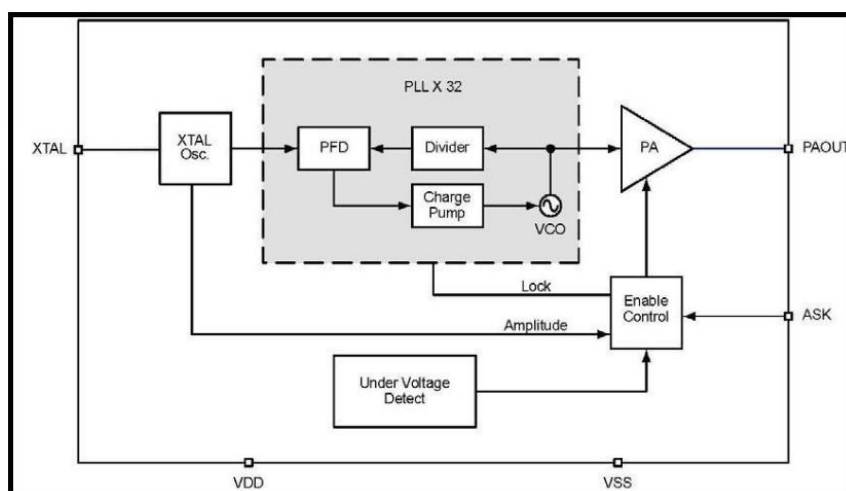 PLL X 32
XTAL
XTAL
Osc.
PFD
Divider
PA
PAOUT
Charge
Pump
VCO
Lock
Enable
Control
ASK
Amplitude
Under Voltage
Detect
VDD
VSS